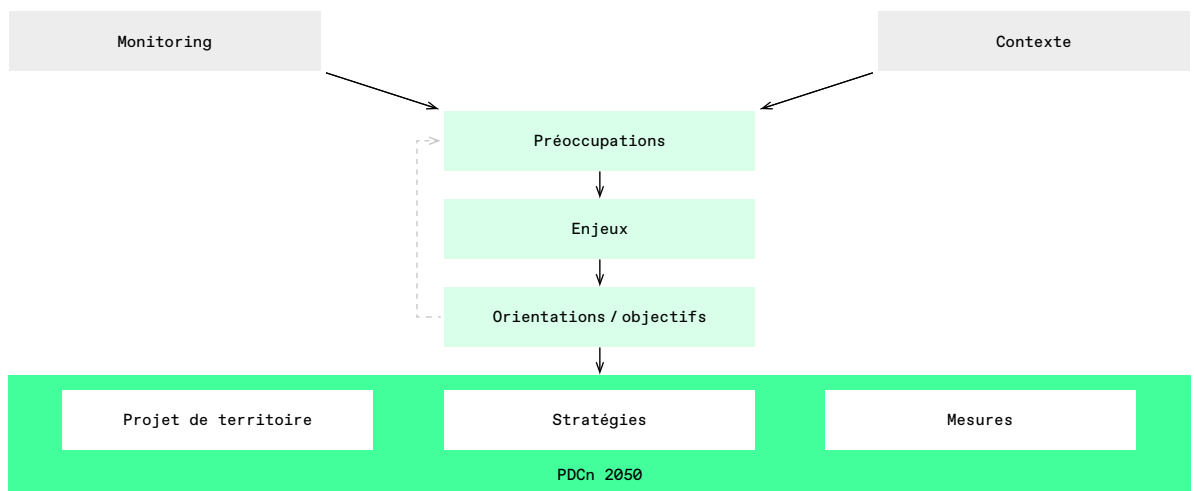 Monitoring
Contexte
Préoccupations
Enjeux
Orientations / objectifs
Projet de territoire
Stratégies
Mesures
PDCn 2050